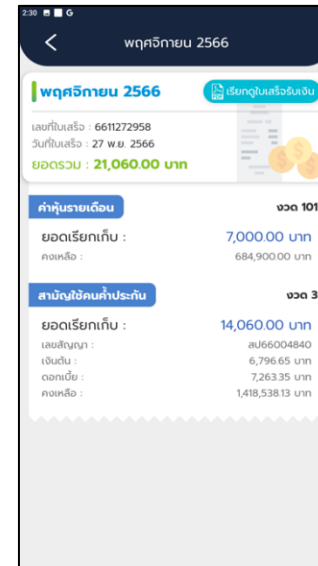 2:30 G
พฤศจิกายน 2566
พฤศจิกายน 2566
เรียกดูใบเสร็จรับเงิน
เลขที่ใบเสร็จ : 6611272958
วันที่ใบเสร็จ : 27 พ.ย. 2566
ยอดรวม : 21,060.00 บาท
ค่าหุ้นรายเดือน งวด 101
ยอดเรียกเก็บ : 7,000.00 บาท
คงเหลือ : 684,900.00 บาท
สามัญใช้คนค้ำประกัน งวด 3
ยอดเรียกเก็บ : 14,060.00 บาท
เลขสัญญา : สป66004840
เงินต้น : 6,796.65 บาท
ดอกเบี้ย : 7,263.35 บาท
คงเหลือ : 1,418,538.13 บาท